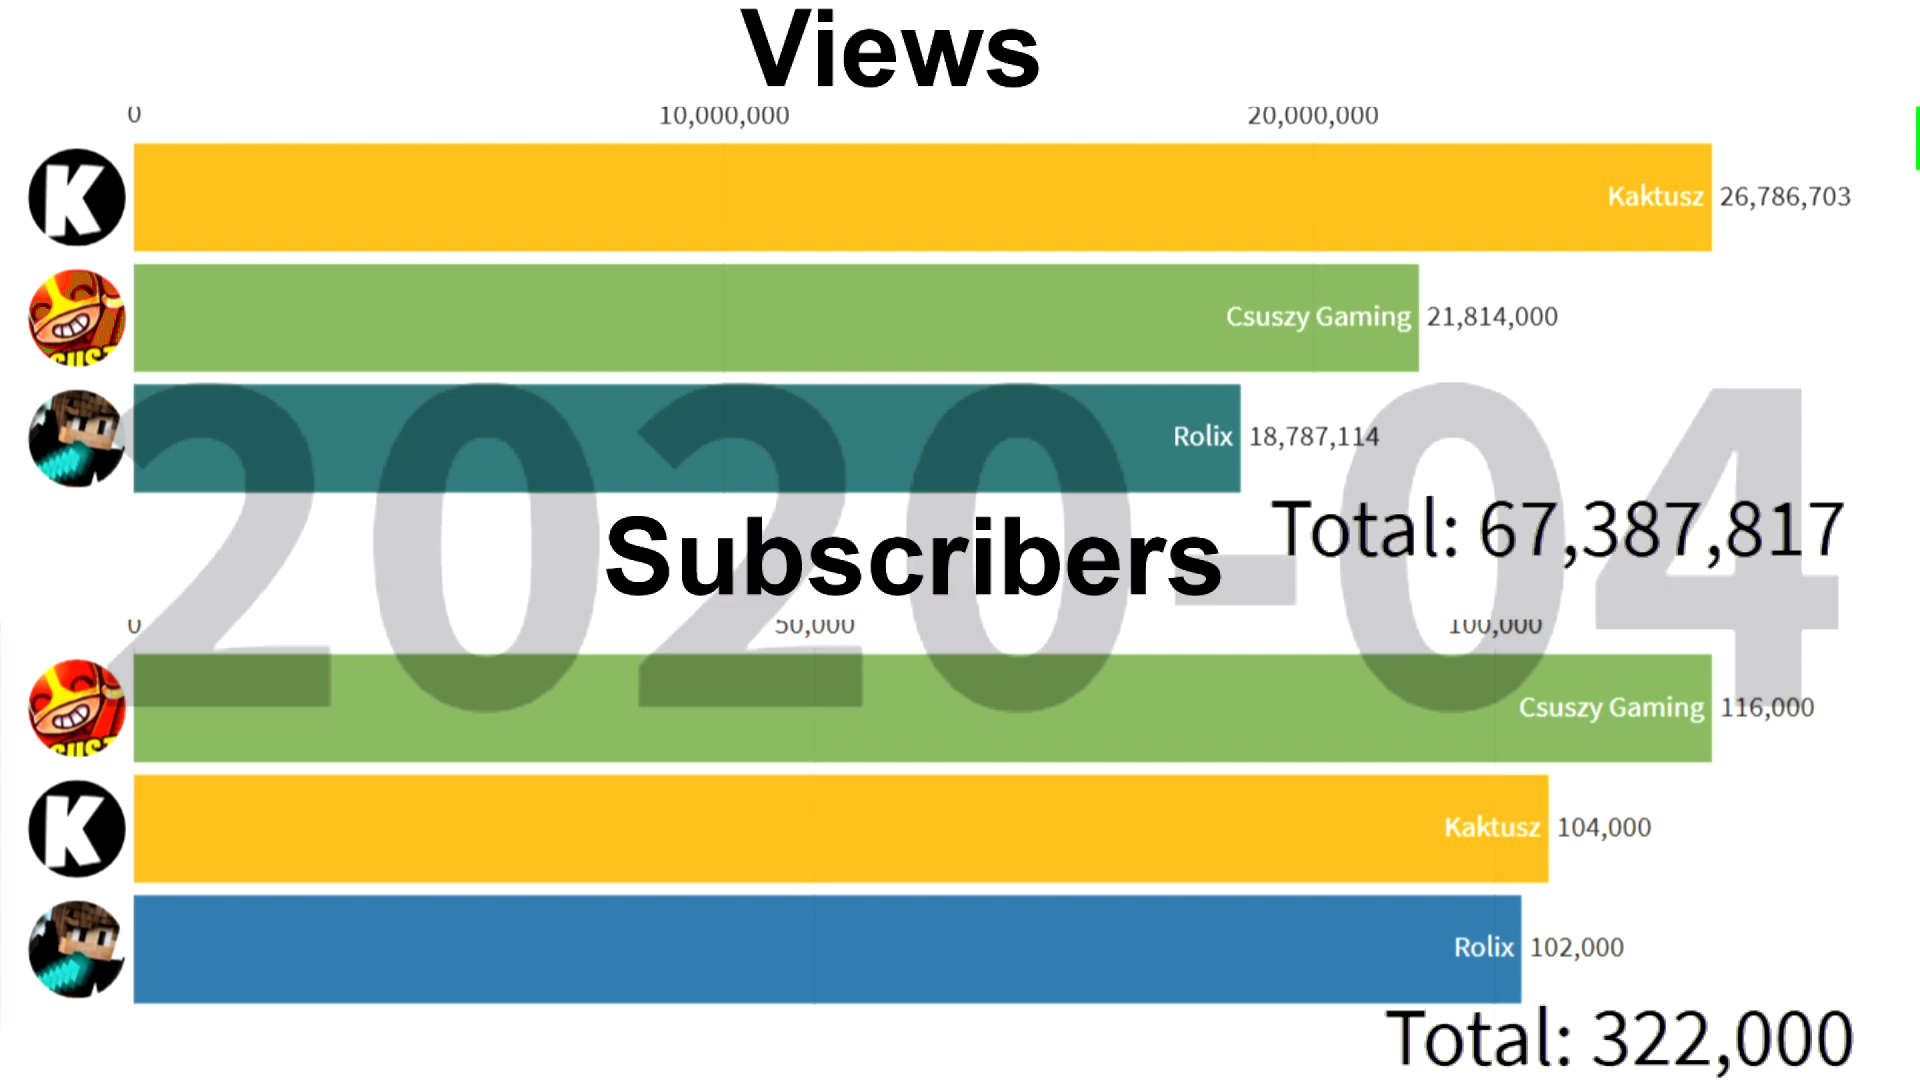 Views
0 10,000,000 20,000,000
K
Kaktusz 26,786,703
Csuszy Gaming 21,814,000
Rolix 18,787,114
2020-04
Total: 67,387,817
Subscribers
0 50,000 100,000
Csuszy Gaming 116,000
K
Kaktusz 104,000
Rolix 102,000
Total: 322,000